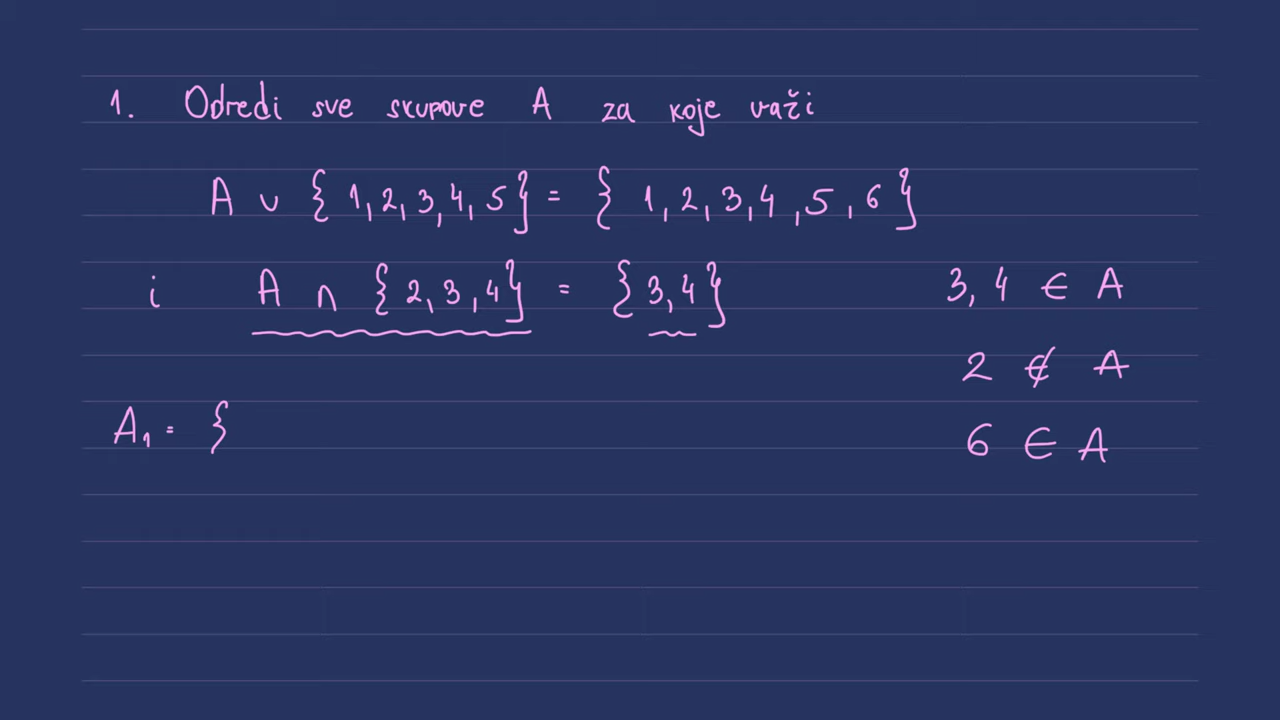 1. Odredi sve skupove A za koje važi
A ∪ { 1, 2, 3, 4, 5 } = { 1, 2, 3, 4, 5, 6 }
i A ∩ { 2, 3, 4 } = { 3, 4 }
3, 4 ∈ A
2 ∉ A
A₁ = {
6 ∈ A